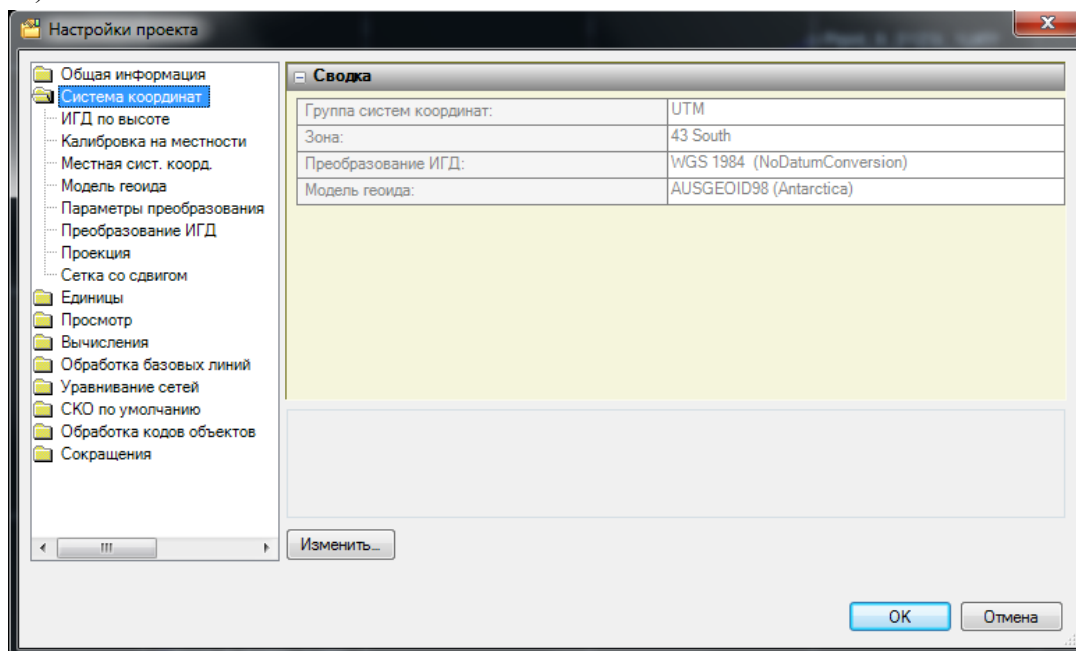 Настройки проекта
Общая информация
Система координат
ИГД по высоте
Калибровка на местности
Местная сист. коорд.
Модель геоида
Параметры преобразования
Преобразование ИГД
Проекция
Сетка со сдвигом
Единицы
Просмотр
Вычисления
Обработка базовых линий
Уравнивание сетей
СКО по умолчанию
Обработка кодов объектов
Сокращения
Сводка
Группа систем координат: UTM
Зона: 43 South
Преобразование ИГД: WGS 1984 (NoDatumConversion)
Модель геоида: AUSGEOID98 (Antarctica)
Изменить...
OK Отмена